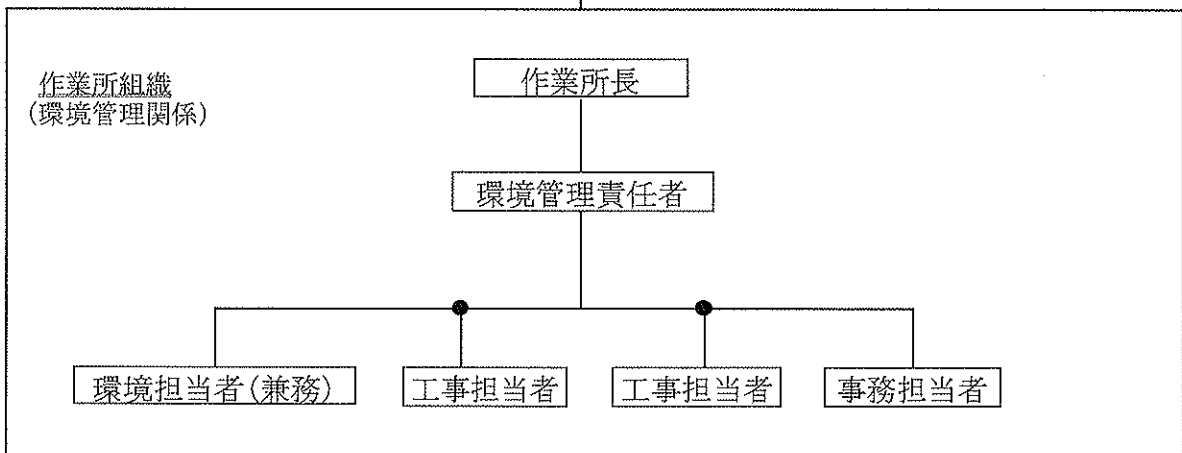 作業所組織
(環境管理関係)
作業所長
環境管理責任者
環境担当者(兼務)
工事担当者
工事担当者
事務担当者